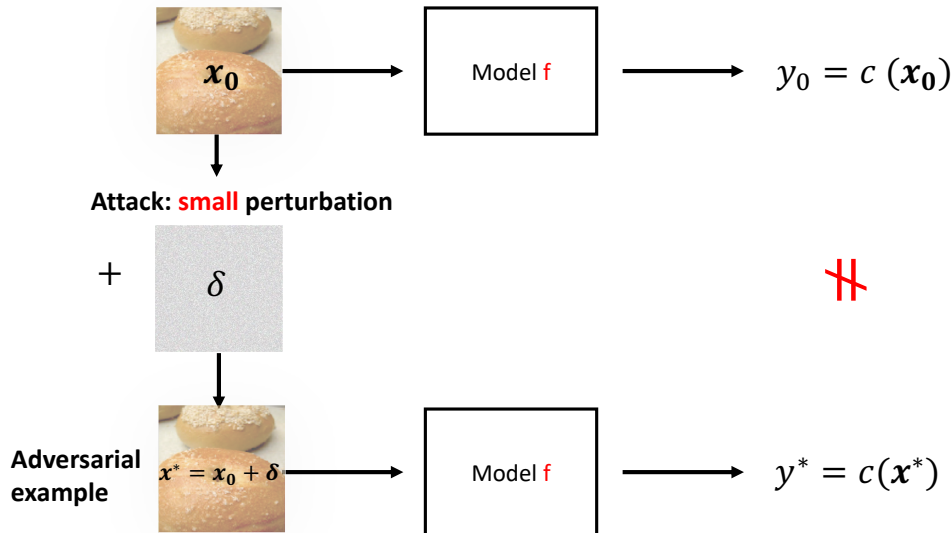 x₀
Model f
y₀ = c (x₀)
Attack: small perturbation
+
δ
≠
Adversarial
example
x* = x₀ + δ
Model f
y* = c(x*)